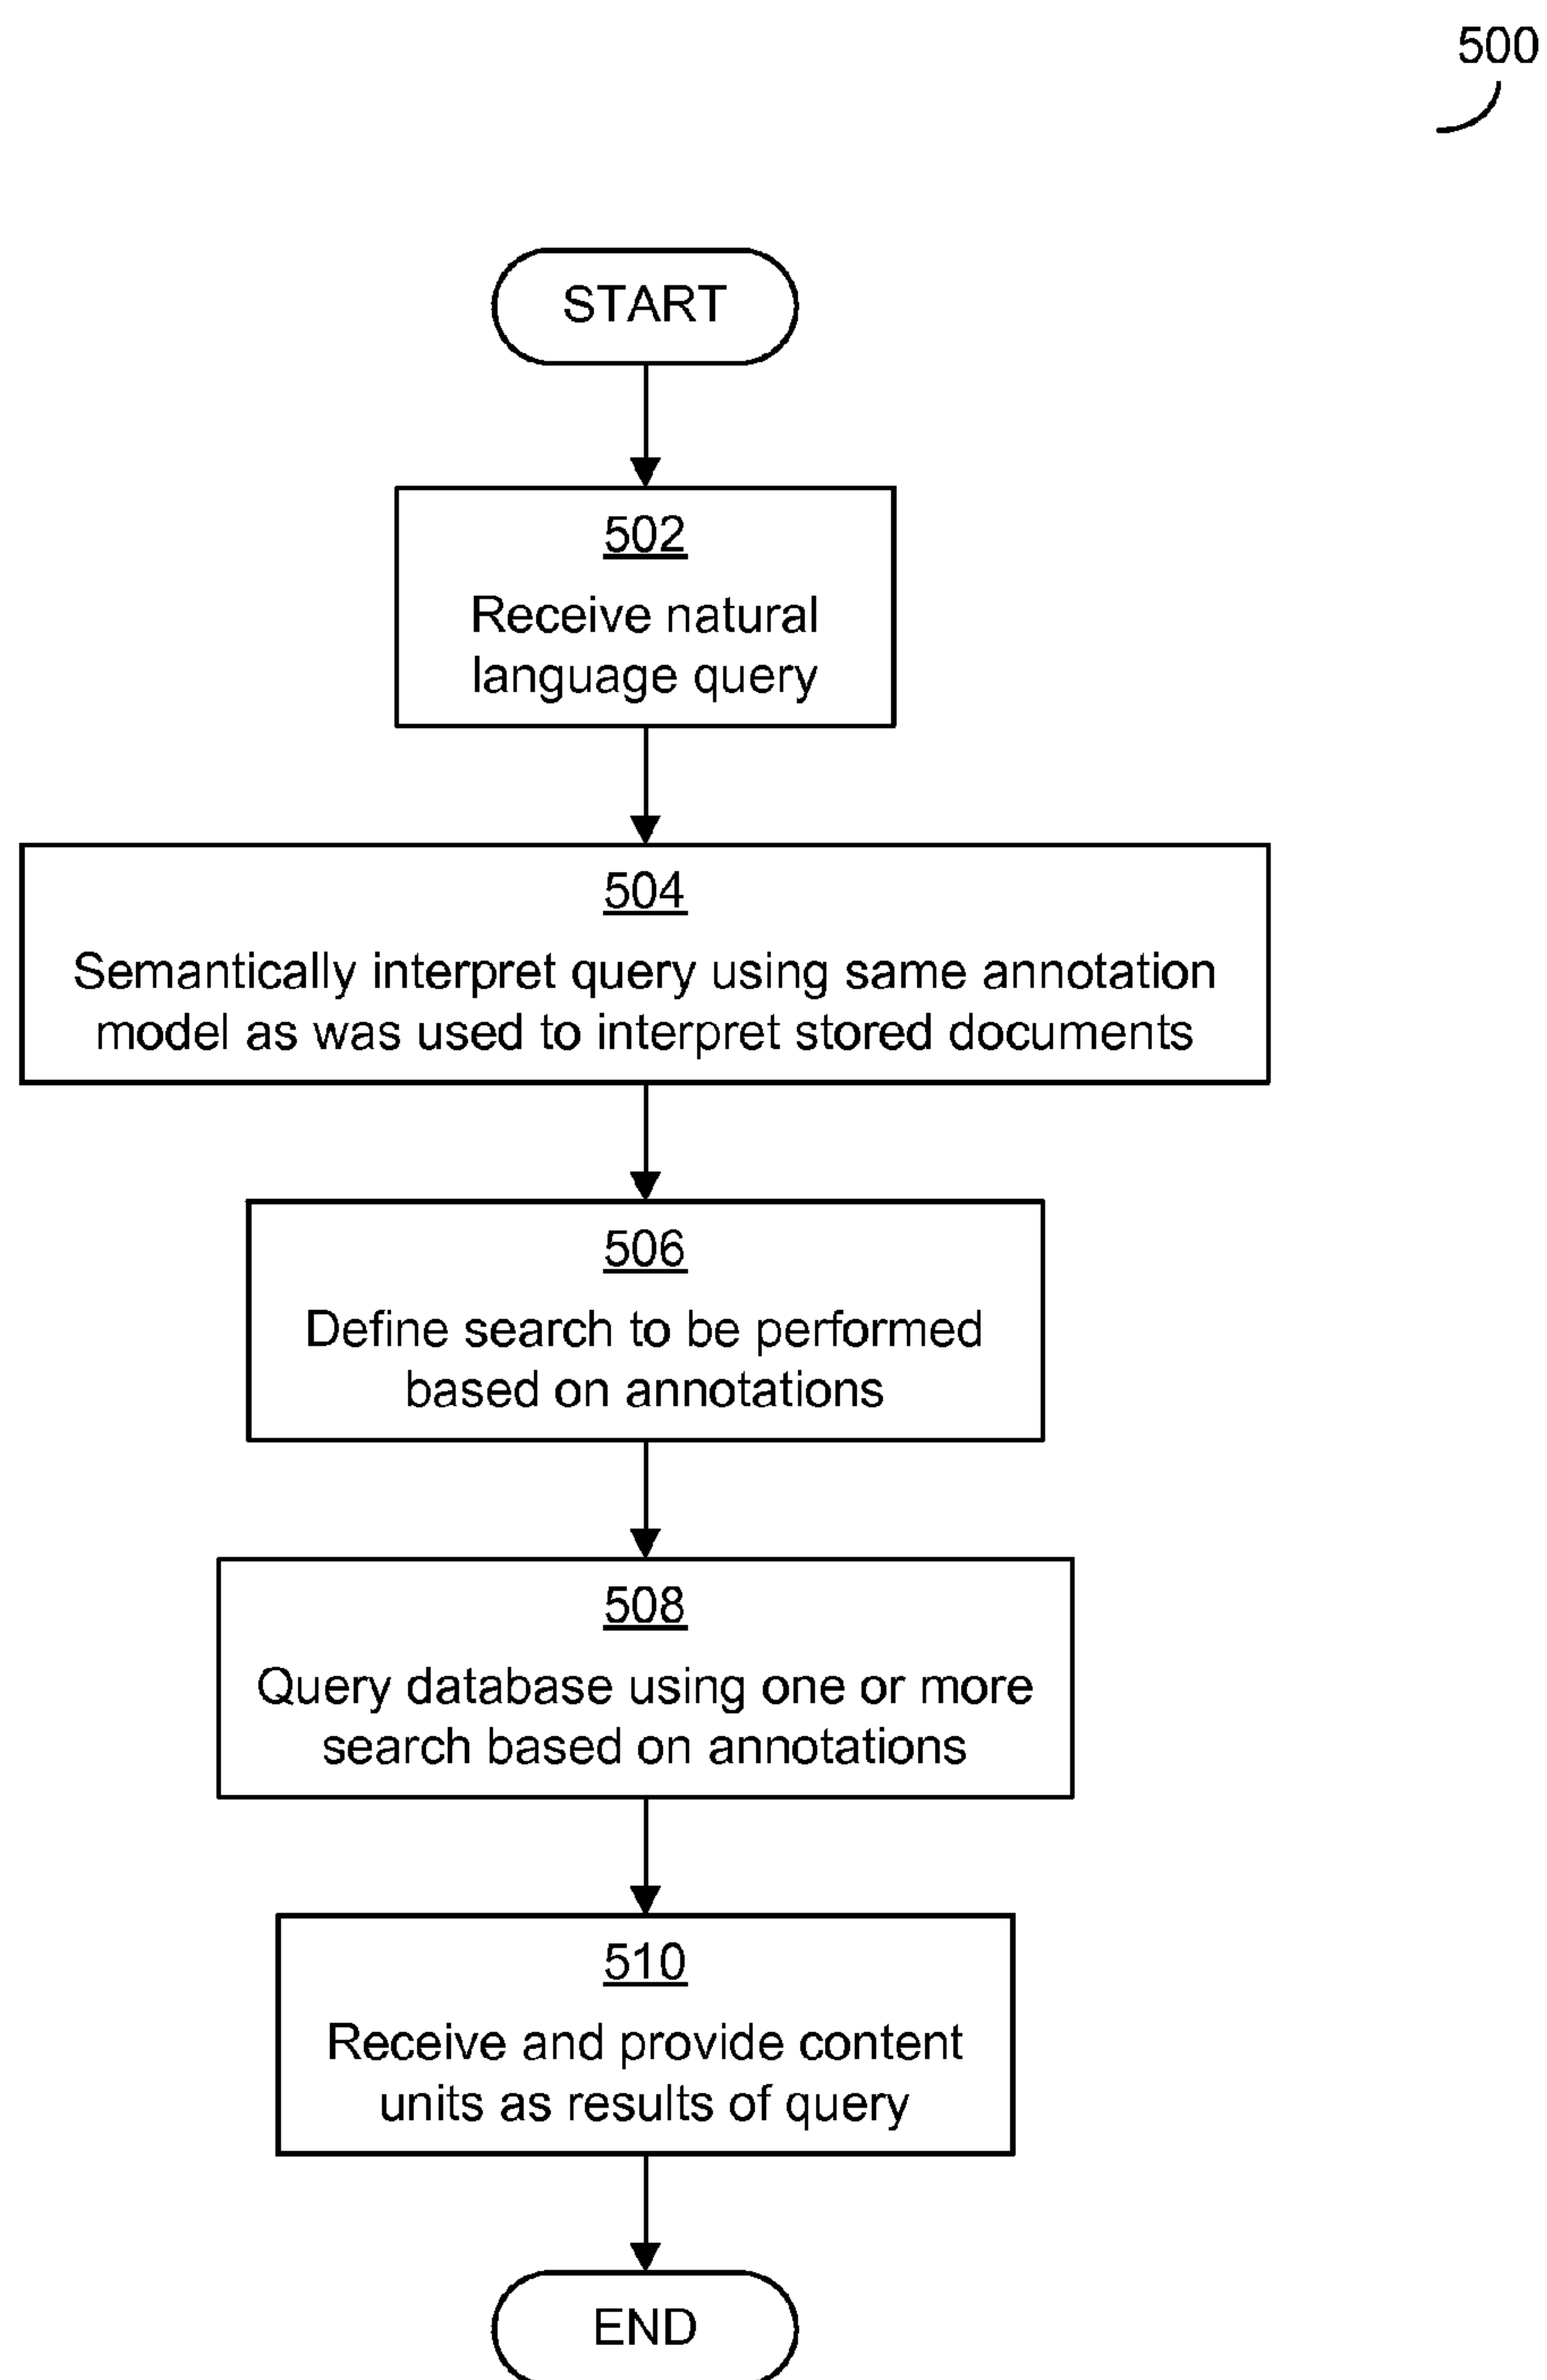 500
START
502
Receive natural
language query
504
Semantically interpret query using same annotation
model as was used to interpret stored documents
506
Define search to be performed
based on annotations
508
Query database using one or more
search based on annotations
510
Receive and provide content
units as results of query
END